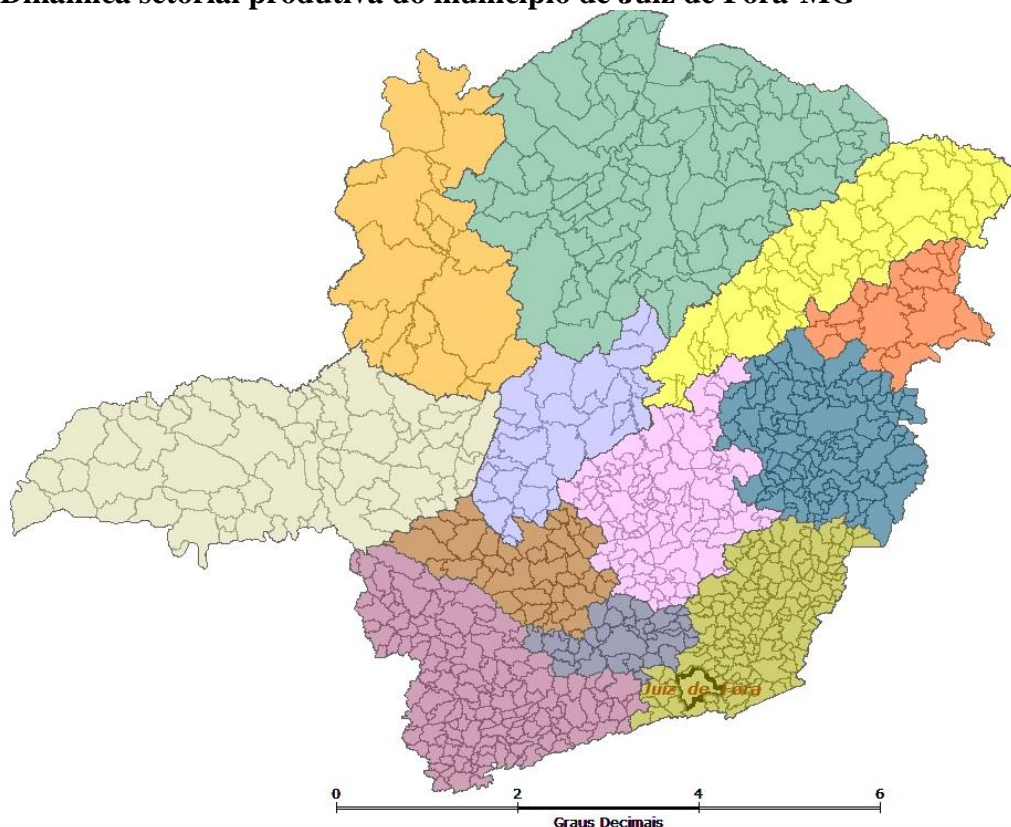 Dinâmica setorial produtiva do município de Juiz de Fora-MG
Juiz de Fora
0 2 4 6
Graus Decimais